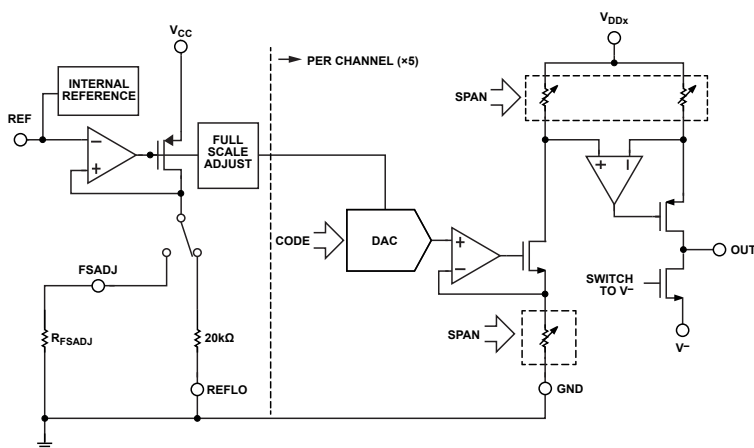 VCC
PER CHANNEL (×5)
INTERNAL
REFERENCE
REF
−
+
FULL
SCALE
ADJUST
FSADJ
RFSADJ
20kΩ
REFLO
VDDx
SPAN
+
−
CODE
DAC
+
−
OUT
SWITCH
TO V−
V−
SPAN
GND